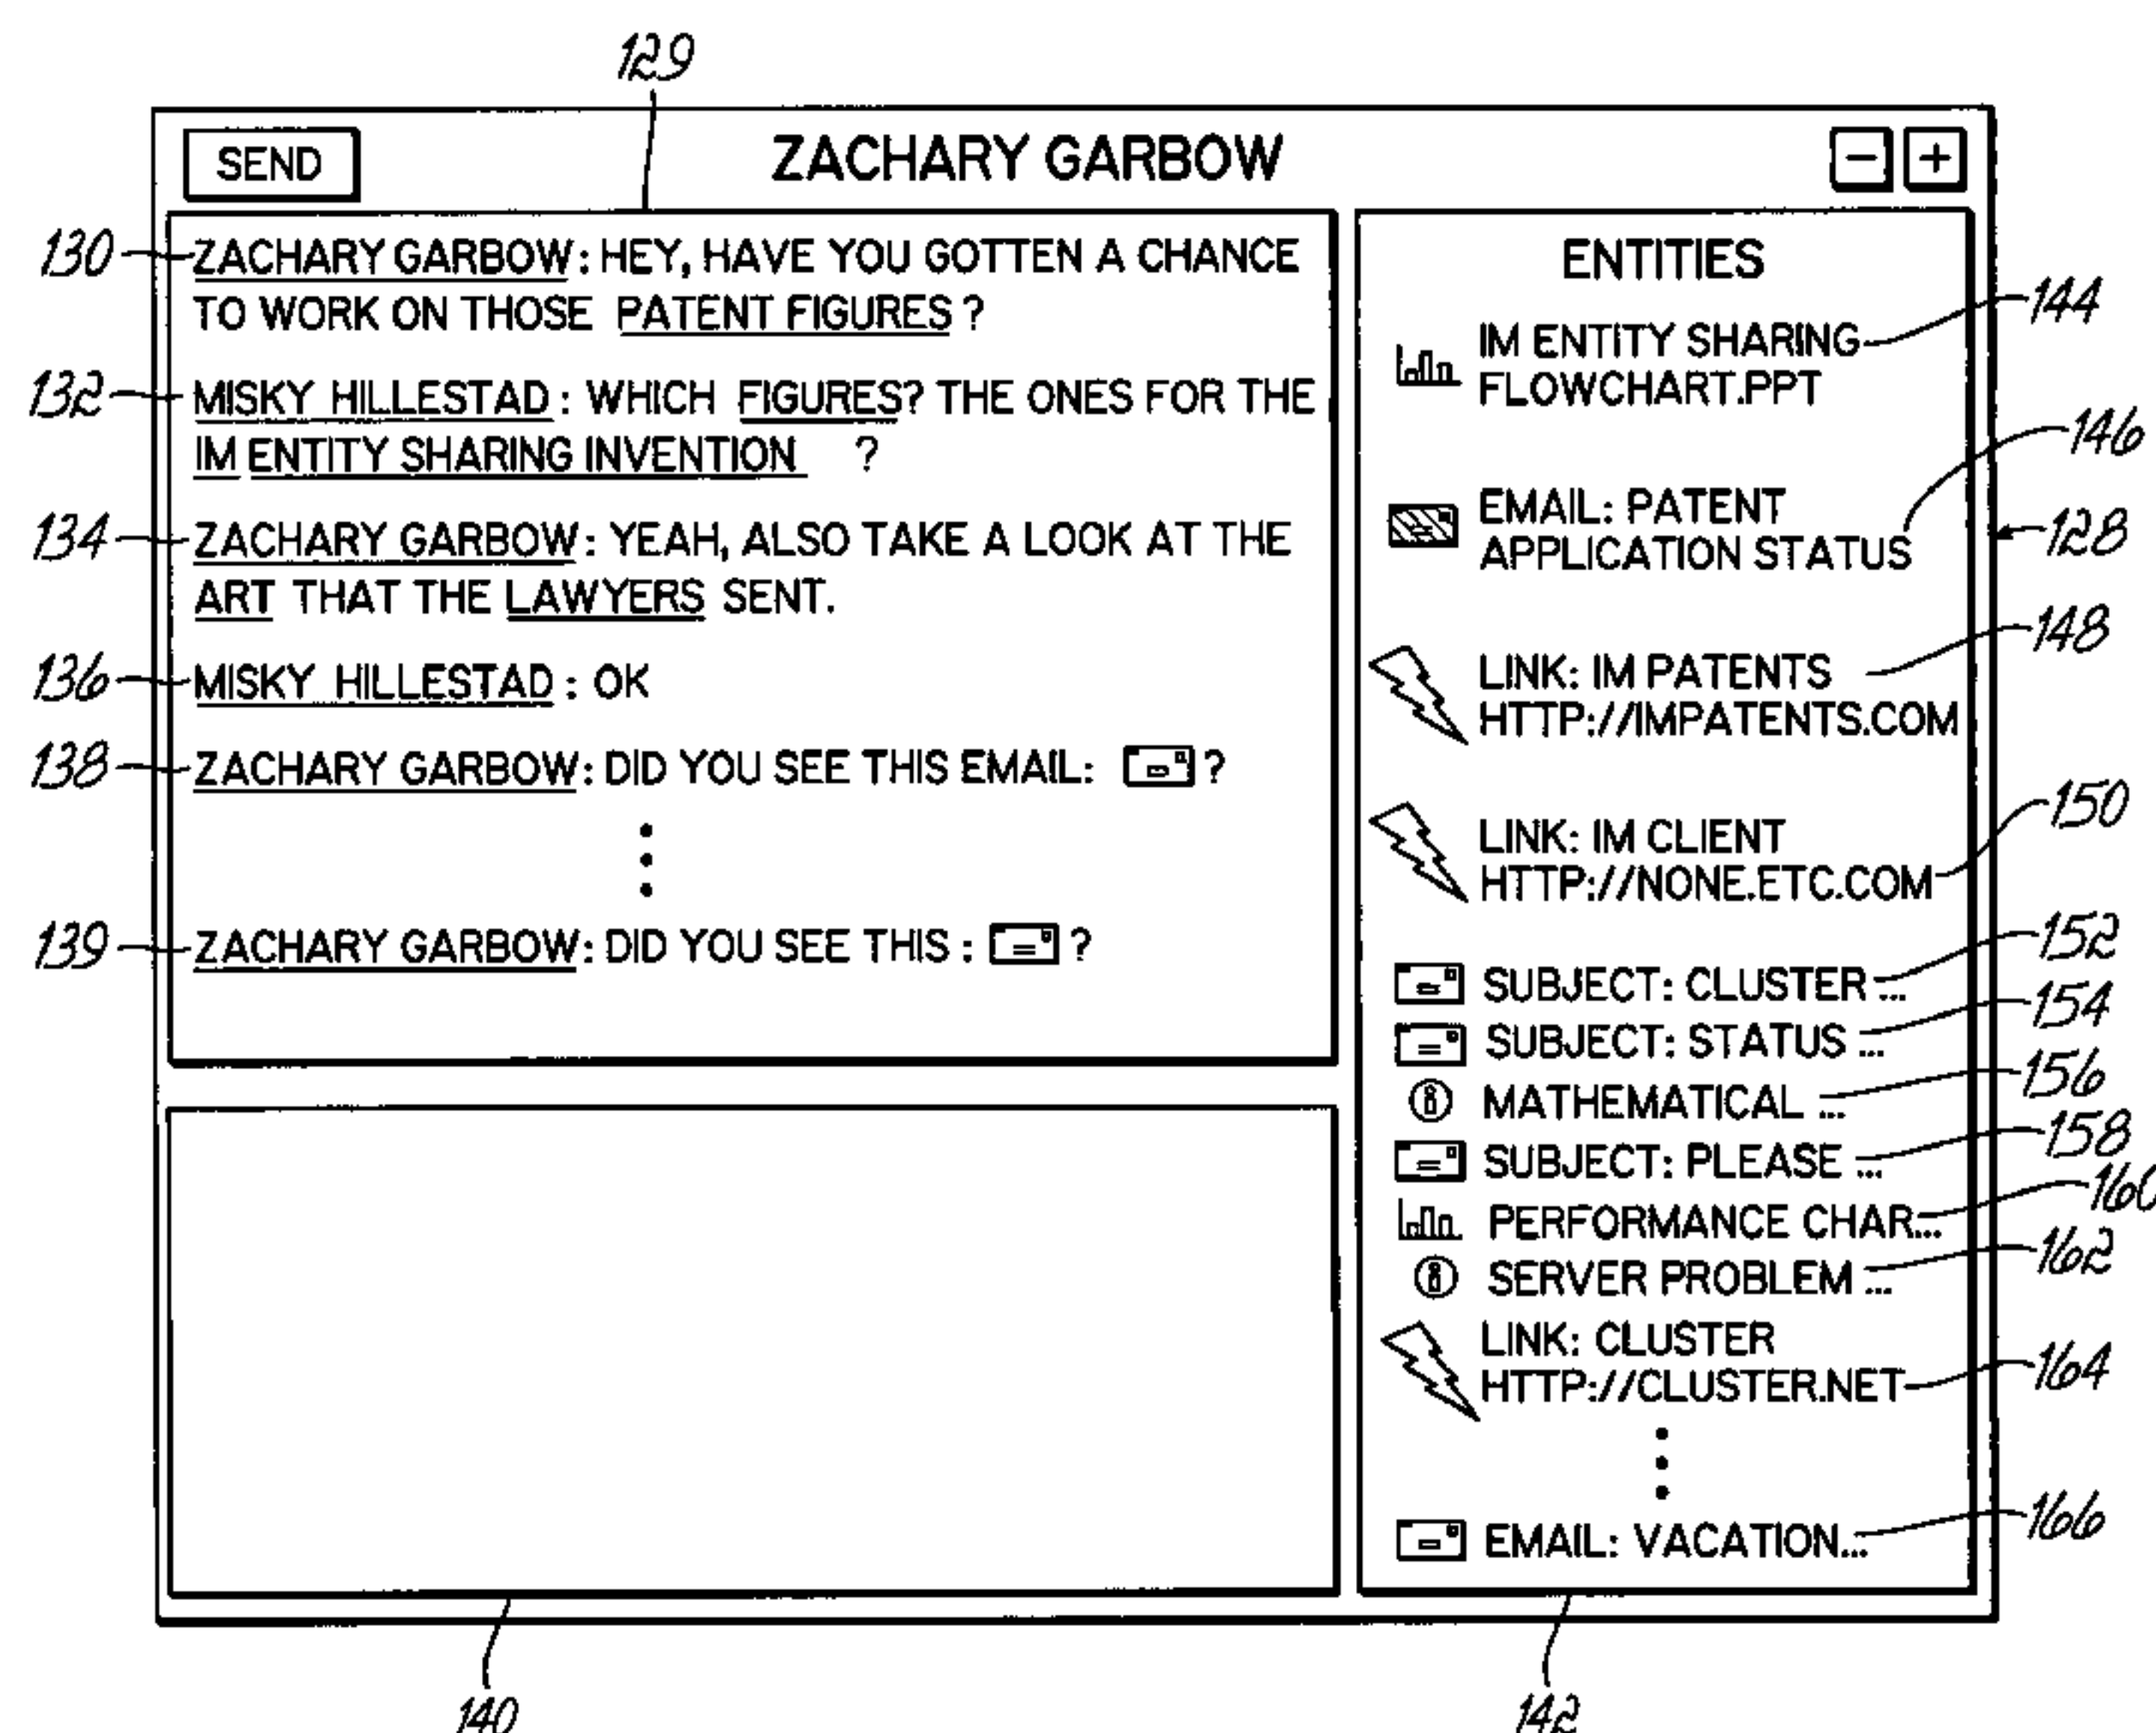 129
SEND
ZACHARY GARBOW
− +
130
ZACHARY GARBOW: HEY, HAVE YOU GOTTEN A CHANCE
TO WORK ON THOSE PATENT FIGURES?
132
MISKY HILLESTAD: WHICH FIGURES? THE ONES FOR THE
IM ENTITY SHARING INVENTION ?
134
ZACHARY GARBOW: YEAH, ALSO TAKE A LOOK AT THE
ART THAT THE LAWYERS SENT.
136
MISKY HILLESTAD: OK
138
ZACHARY GARBOW: DID YOU SEE THIS EMAIL: ?
139
ZACHARY GARBOW: DID YOU SEE THIS: ?
140
ENTITIES
IM ENTITY SHARING
FLOWCHART.PPT
144
EMAIL: PATENT
APPLICATION STATUS
146
128
LINK: IM PATENTS
HTTP://IMPATENTS.COM
148
LINK: IM CLIENT
HTTP://NONE.ETC.COM
150
SUBJECT: CLUSTER ...
152
SUBJECT: STATUS ...
154
MATHEMATICAL ...
156
SUBJECT: PLEASE ...
158
PERFORMANCE CHAR...
160
SERVER PROBLEM ...
162
LINK: CLUSTER
HTTP://CLUSTER.NET
164
EMAIL: VACATION...
166
142